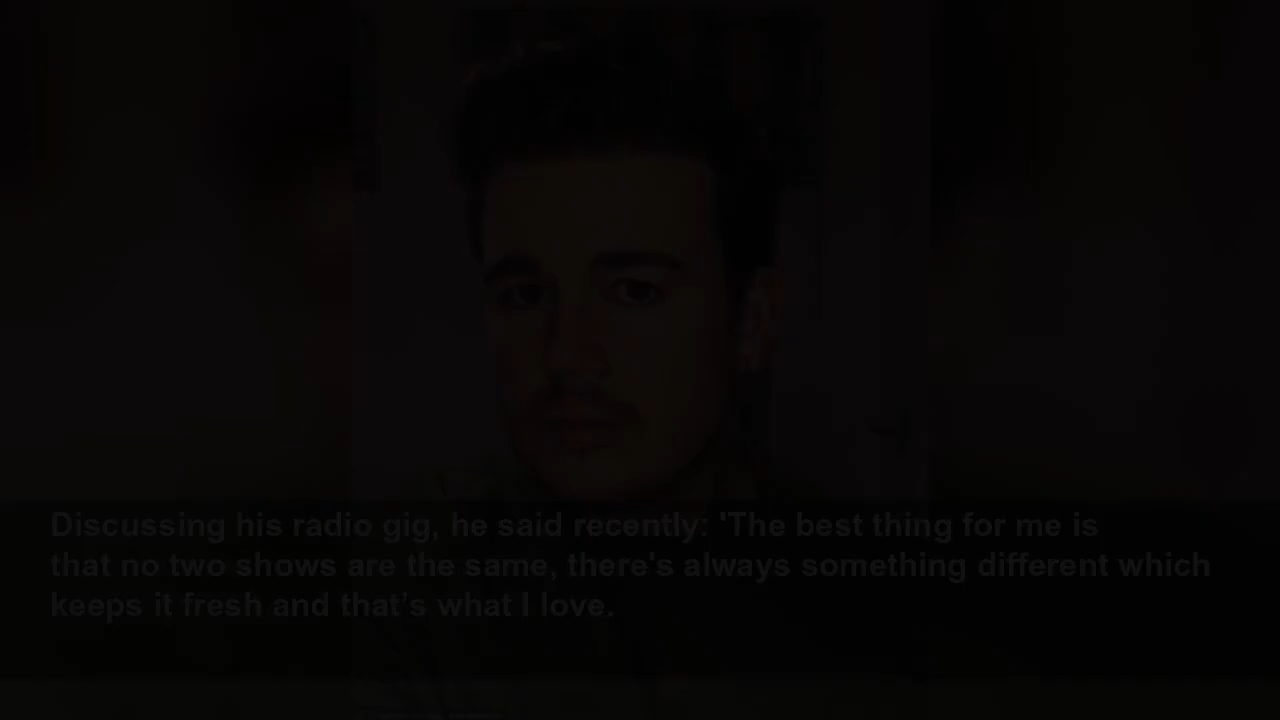 Discussing his radio gig, he said recently: 'The best thing for me is
that no two shows are the same, there's always something different which
keeps it fresh and that's what I love.